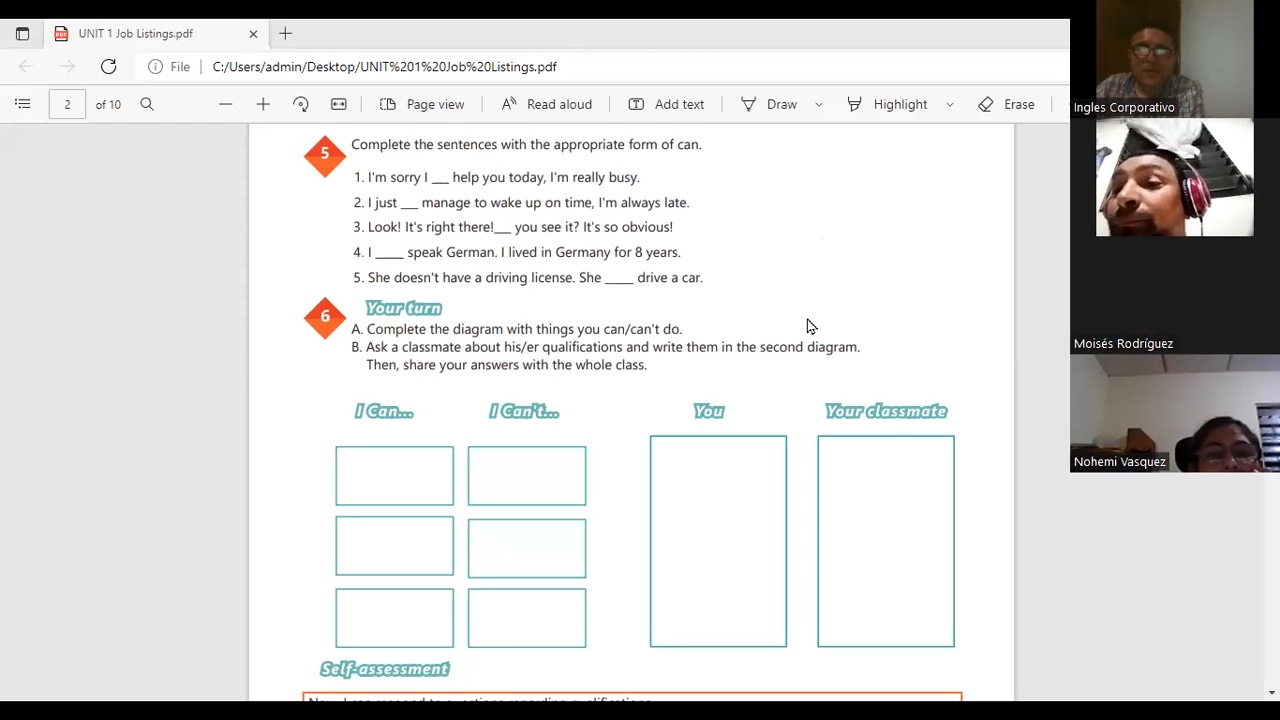 UNIT 1 Job Listings.pdf
File C:/Users/admin/Desktop/UNIT%201%20Job%20Listings.pdf
2 of 10 Page view Read aloud Add text Draw Highlight Erase
5 Complete the sentences with the appropriate form of can.
1. I'm sorry I ___ help you today, I'm really busy.
2. I just ___ manage to wake up on time, I'm always late.
3. Look! It's right there!___ you see it? It's so obvious!
4. I _____ speak German. I lived in Germany for 8 years.
5. She doesn't have a driving license. She _____ drive a car.
6 Your turn
A. Complete the diagram with things you can/can't do.
B. Ask a classmate about his/er qualifications and write them in the second diagram.
Then, share your answers with the whole class.
I Can... I Can't... You Your classmate
Self-assessment
Now, I can respond to questions regarding qualifications
Ingles Corporativo
Moisés Rodríguez
Nohemi Vasquez